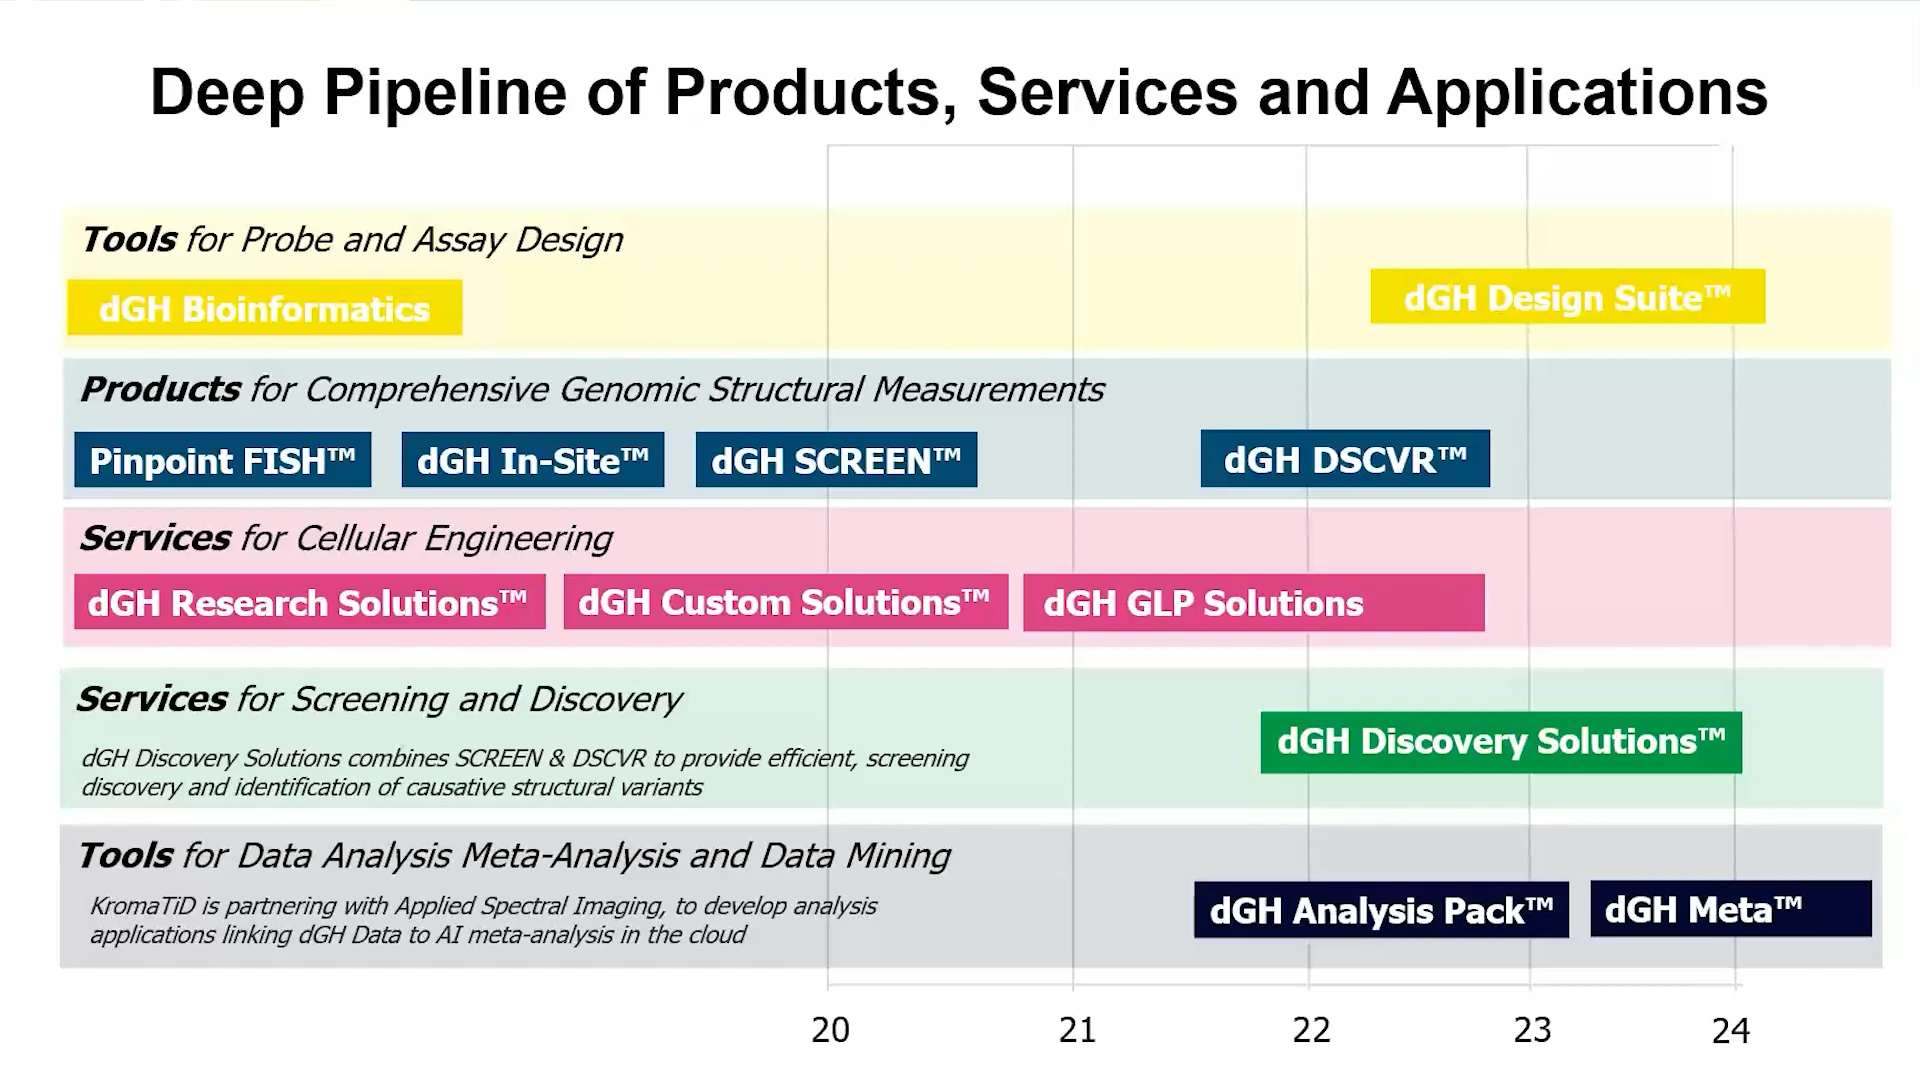 Deep Pipeline of Products, Services and Applications
Tools for Probe and Assay Design
dGH Bioinformatics
dGH Design Suite™
Products for Comprehensive Genomic Structural Measurements
Pinpoint FISH™
dGH In-Site™
dGH SCREEN™
dGH DSCVR™
Services for Cellular Engineering
dGH Research Solutions™
dGH Custom Solutions™
dGH GLP Solutions
Services for Screening and Discovery
dGH Discovery Solutions™
dGH Discovery Solutions combines SCREEN & DSCVR to provide efficient, screening
discovery and identification of causative structural variants
Tools for Data Analysis Meta-Analysis and Data Mining
KromaTiD is partnering with Applied Spectral Imaging, to develop analysis
applications linking dGH Data to AI meta-analysis in the cloud
dGH Analysis Pack™
dGH Meta™
20
21
22
23
24